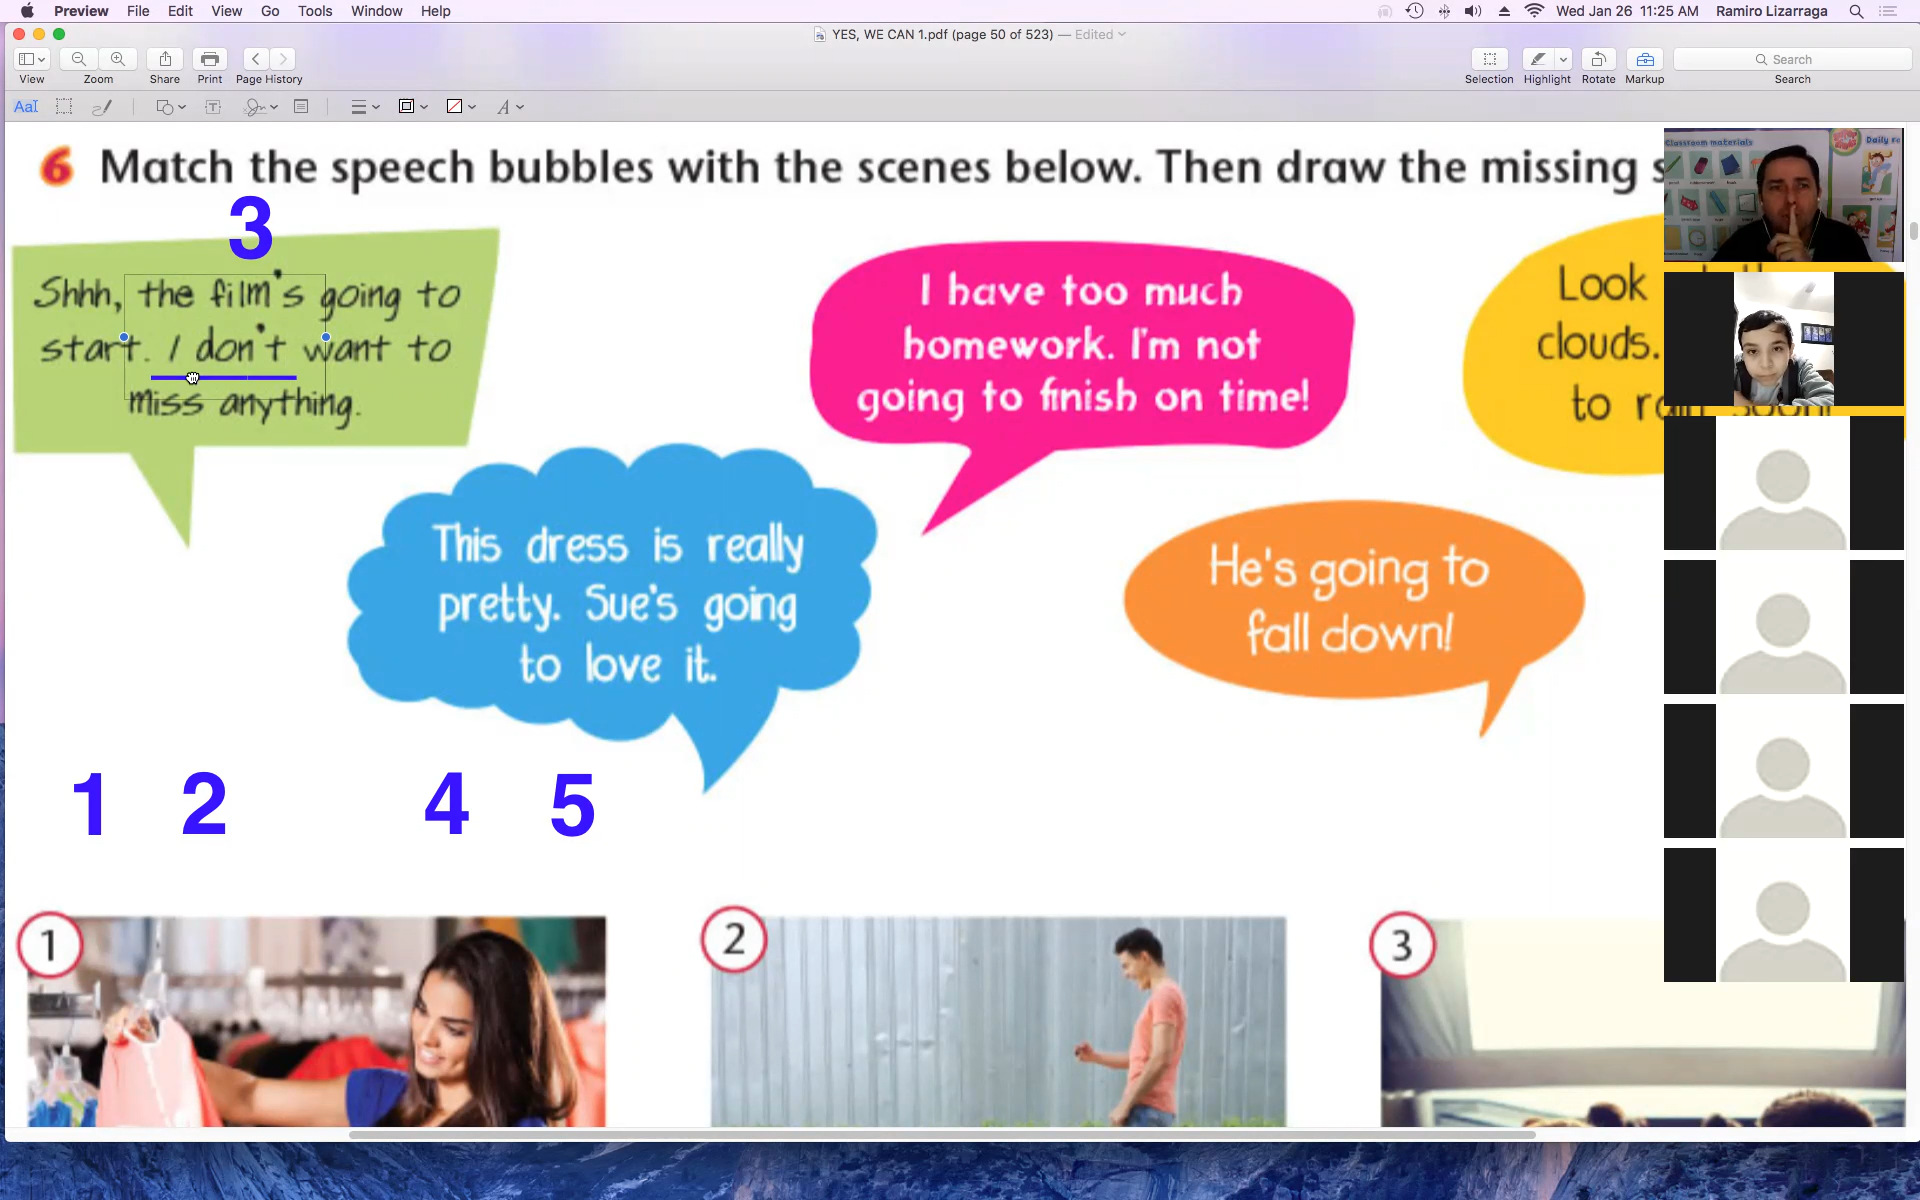 Preview File Edit View Go Tools Window Help
Wed Jan 26 11:25 AM Ramiro Lizarraga
YES, WE CAN 1.pdf (page 50 of 523) — Edited
View Zoom Share Print Page History
Selection Highlight Rotate Markup Search
Search
6 Match the speech bubbles with the scenes below. Then draw the missing s
3
Shhh, the film's going to
start. I don't want to
miss anything.
I have too much
homework. I'm not
going to finish on time!
Look
clouds.
to rain soon!
This dress is really
pretty. Sue's going
to love it.
He's going to
fall down!
1 2 4 5
1
2
3
Classroom materials